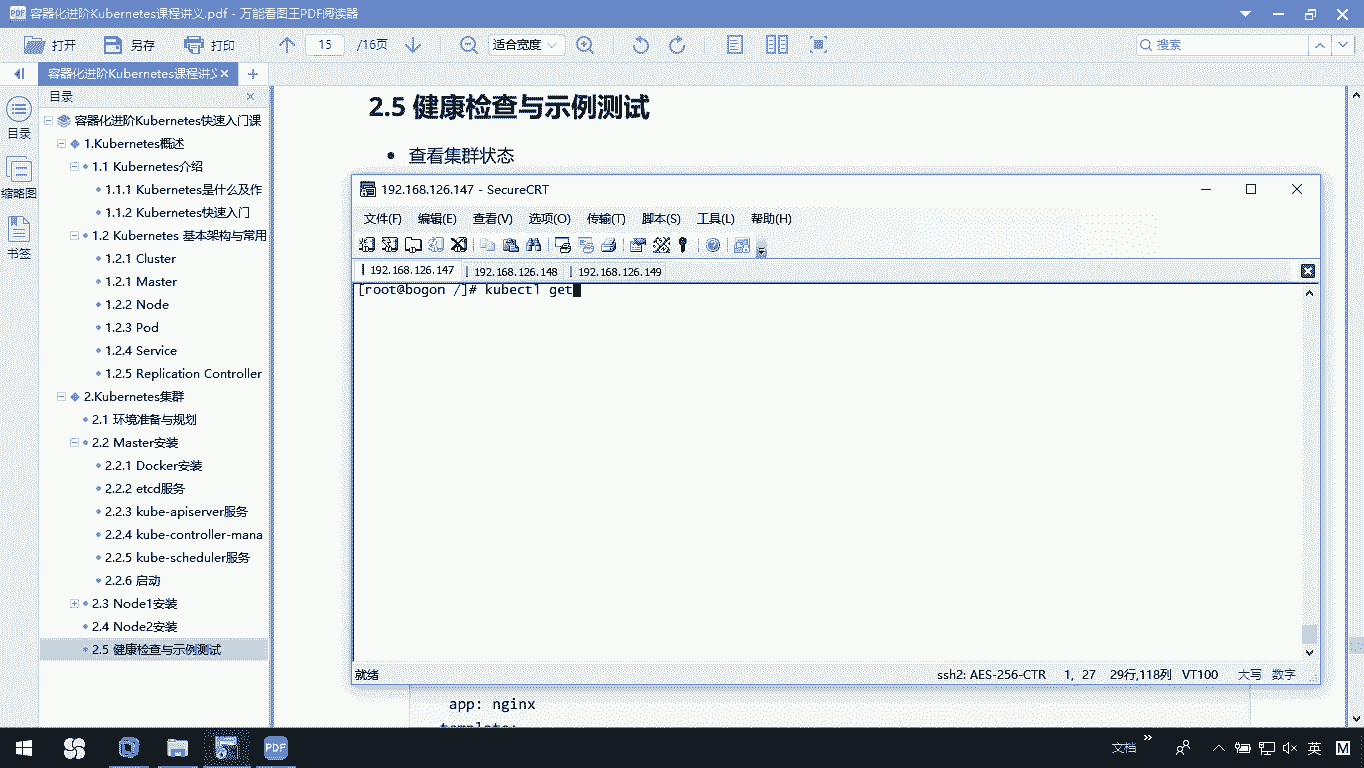 容器化进阶Kubernetes课程讲义.pdf - 万能看图王PDF阅读器
打开
另存
打印
15
/16页
适合宽度
搜索
容器化进阶Kubernetes课程讲义
目录
目录
缩略图
书签
容器化进阶Kubernetes快速入门课
1.Kubernetes概述
1.1 Kubernetes介绍
1.1.1 Kubernetes是什么及作
1.1.2 Kubernetes快速入门
1.2 Kubernetes 基本架构与常用
1.2.1 Cluster
1.2.1 Master
1.2.2 Node
1.2.3 Pod
1.2.4 Service
1.2.5 Replication Controller
2.Kubernetes集群
2.1 环境准备与规划
2.2 Master安装
2.2.1 Docker安装
2.2.2 etcd服务
2.2.3 kube-apiserver服务
2.2.4 kube-controller-mana
2.2.5 kube-scheduler服务
2.2.6 启动
2.3 Node1安装
2.4 Node2安装
2.5 健康检查与示例测试
2.5 健康检查与示例测试
• 查看集群状态
192.168.126.147 - SecureCRT
文件(F) 编辑(E) 查看(V) 选项(O) 传输(T) 脚本(S) 工具(L) 帮助(H)
192.168.126.147 192.168.126.148 192.168.126.149
[root@bogon /]# kubectl get
就绪
ssh2: AES-256-CTR 1, 27 29行,118列 VT100 大写 数字
app: nginx
template:
PDF
文档
英
M